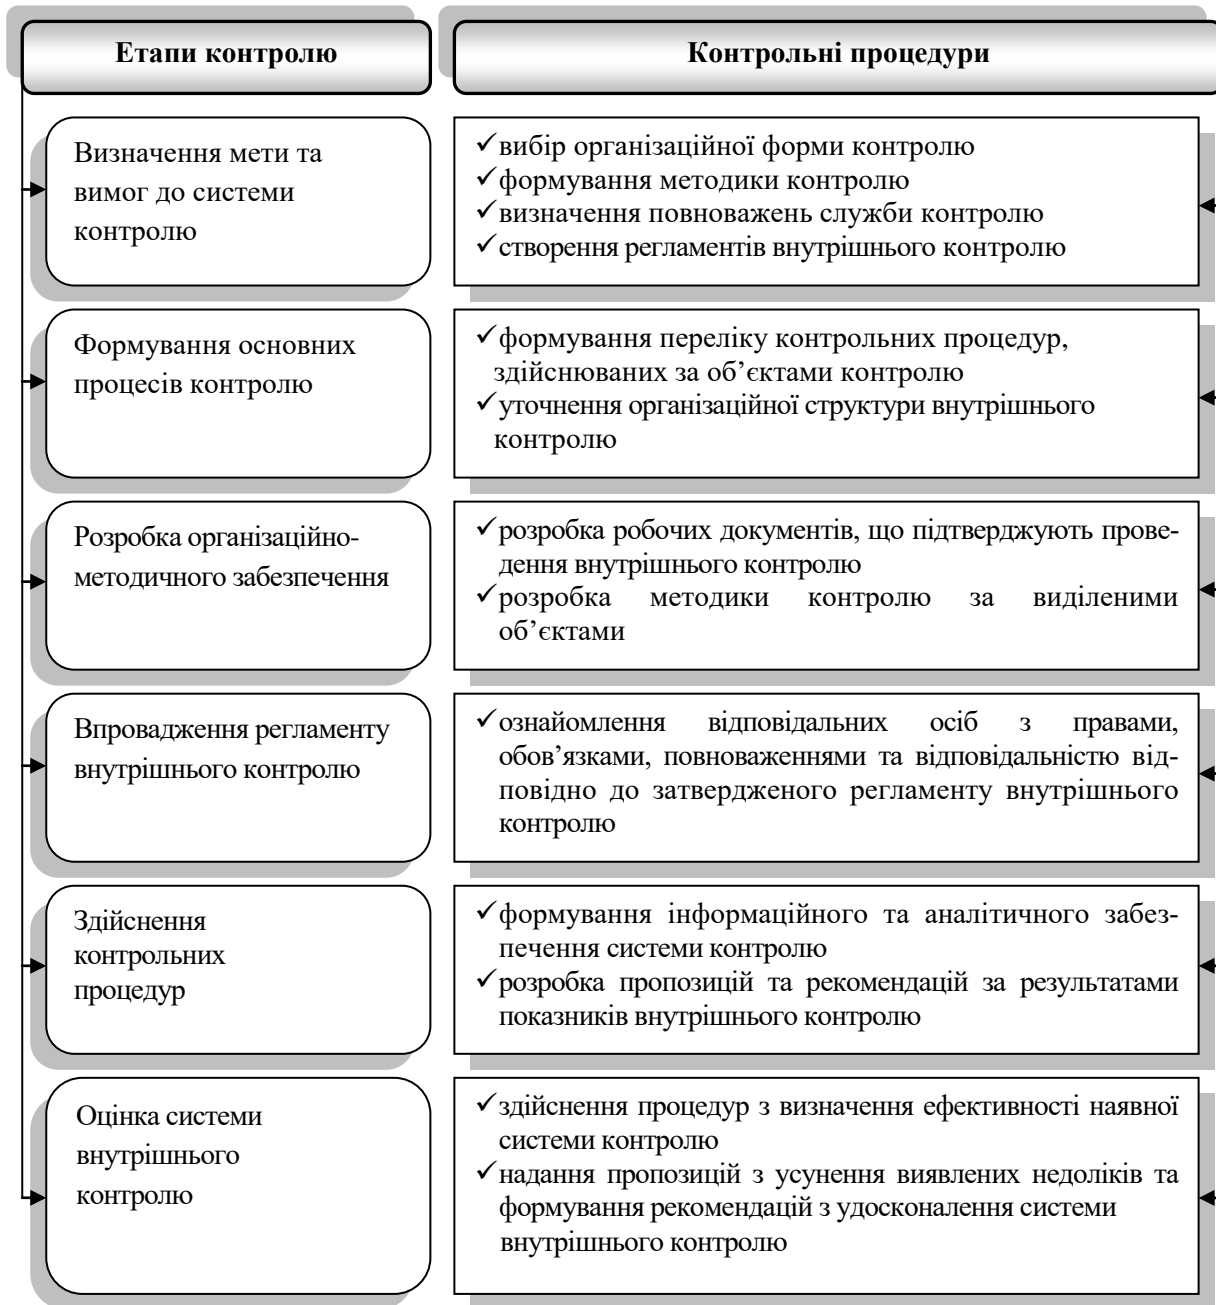 Етапи контролю
Контрольні процедури
Визначення мети та
вимог до системи
контролю
✓вибір організаційної форми контролю
✓формування методики контролю
✓визначення повноважень служби контролю
✓створення регламентів внутрішнього контролю
Формування основних
процесів контролю
✓формування переліку контрольних процедур,
здійснюваних за об’єктами контролю
✓уточнення організаційної структури внутрішнього
контролю
Розробка організаційно-
методичного забезпечення
✓розробка робочих документів, що підтверджують прове-
дення внутрішнього контролю
✓розробка методики контролю за виділеними
об’єктами
Впровадження регламенту
внутрішнього контролю
✓ознайомлення відповідальних осіб з правами,
обов’язками, повноваженнями та відповідальністю від-
повідно до затвердженого регламенту внутрішнього
контролю
Здійснення
контрольних
процедур
✓формування інформаційного та аналітичного забез-
печення системи контролю
✓розробка пропозицій та рекомендацій за результатами
показників внутрішнього контролю
Оцінка системи
внутрішнього
контролю
✓здійснення процедур з визначення ефективності наявної
системи контролю
✓надання пропозицій з усунення виявлених недоліків та
формування рекомендацій з удосконалення системи
внутрішнього контролю